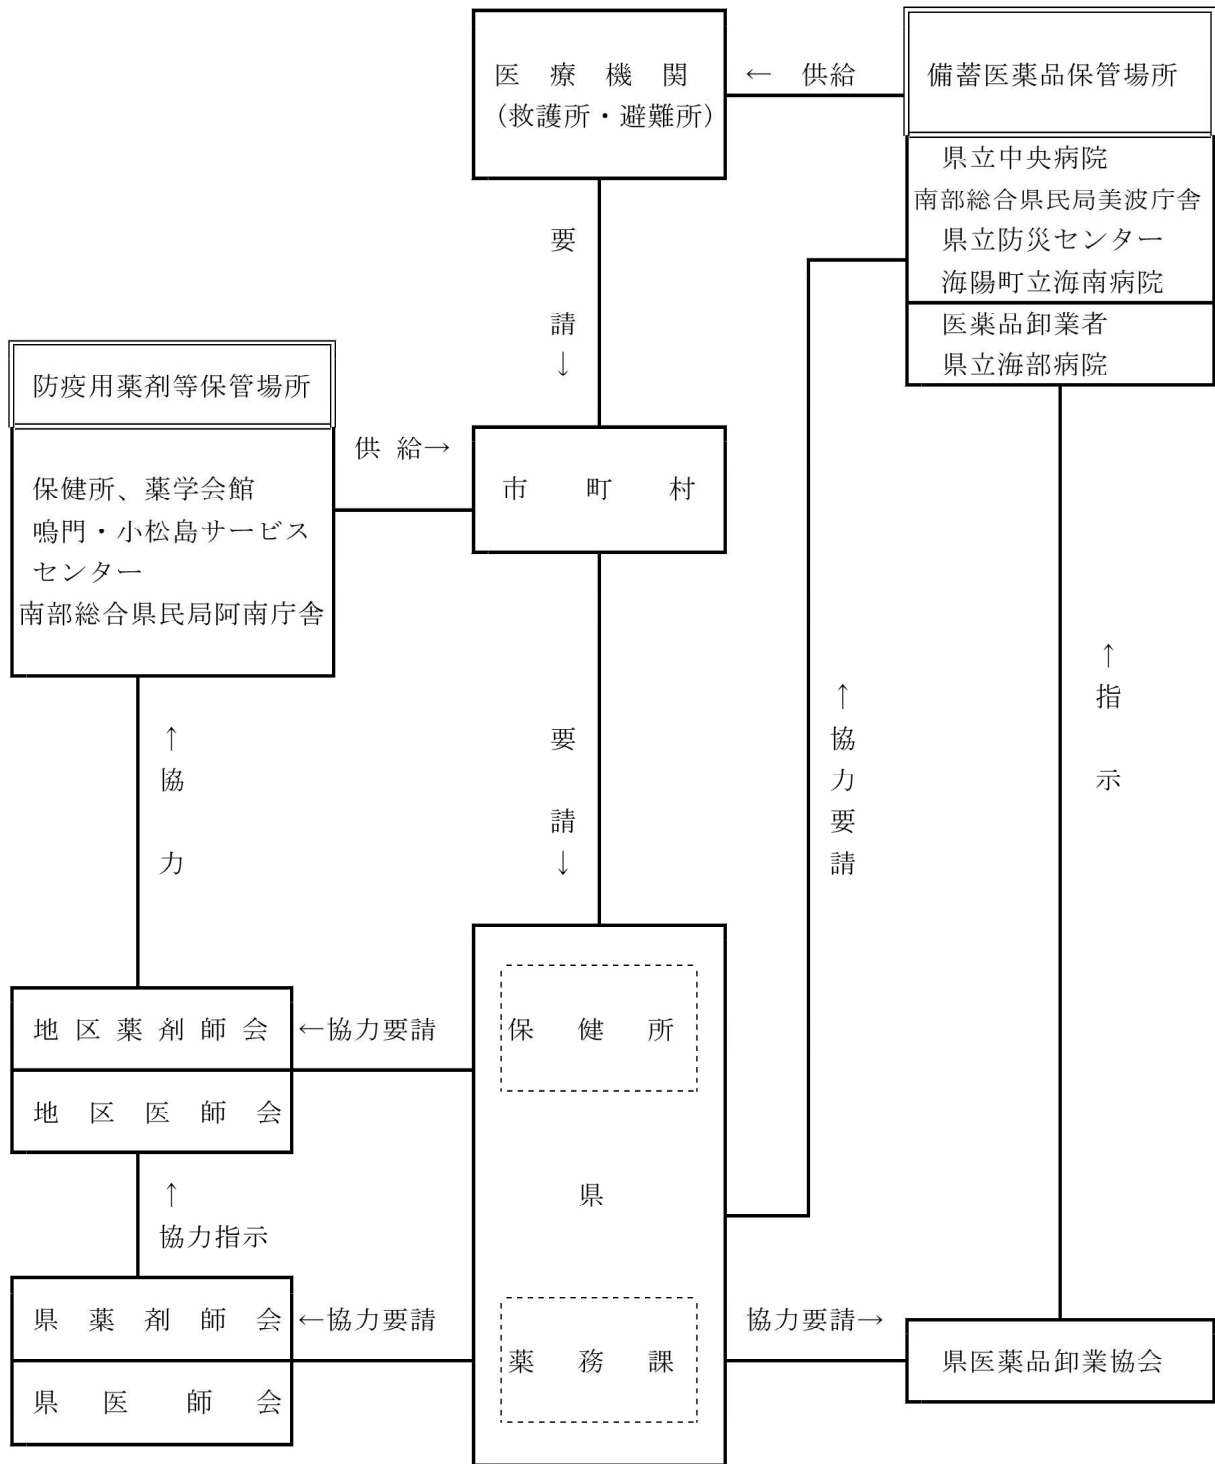 医療機関
(救護所・避難所)
← 供給
備蓄医薬品保管場所
県立中央病院
南部総合県民局美波庁舎
県立防災センター
海陽町立海南病院
医薬品卸業者
県立海部病院
要請↓
防疫用薬剤等保管場所
保健所、薬学会館
鳴門・小松島サービス
センター
南部総合県民局阿南庁舎
供給→
市町村
↑協力
要請↓
↑協力要請
↑指示
地区薬剤師会
地区医師会
←協力要請
保健所
県
薬務課
↑
協力指示
県薬剤師会
県医師会
←協力要請
協力要請→
県医薬品卸業協会